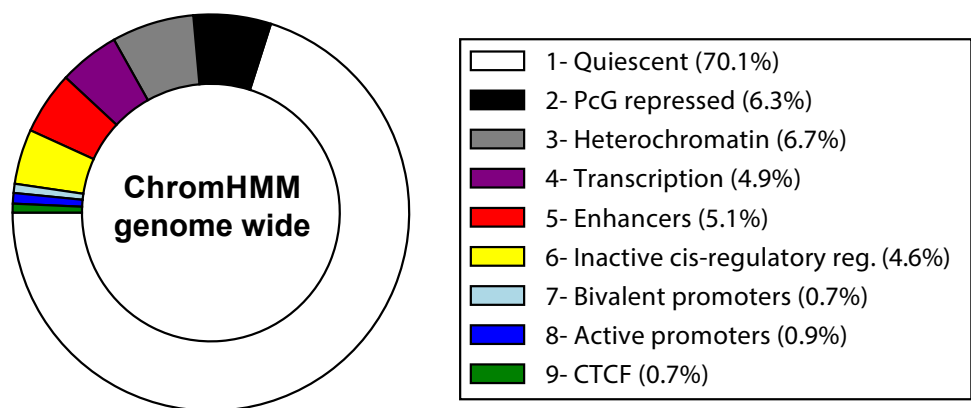 ChromHMM
genome wide
1- Quiescent (70.1%)
2- PcG repressed (6.3%)
3- Heterochromatin (6.7%)
4- Transcription (4.9%)
5- Enhancers (5.1%)
6- Inactive cis-regulatory reg. (4.6%)
7- Bivalent promoters (0.7%)
8- Active promoters (0.9%)
9- CTCF (0.7%)